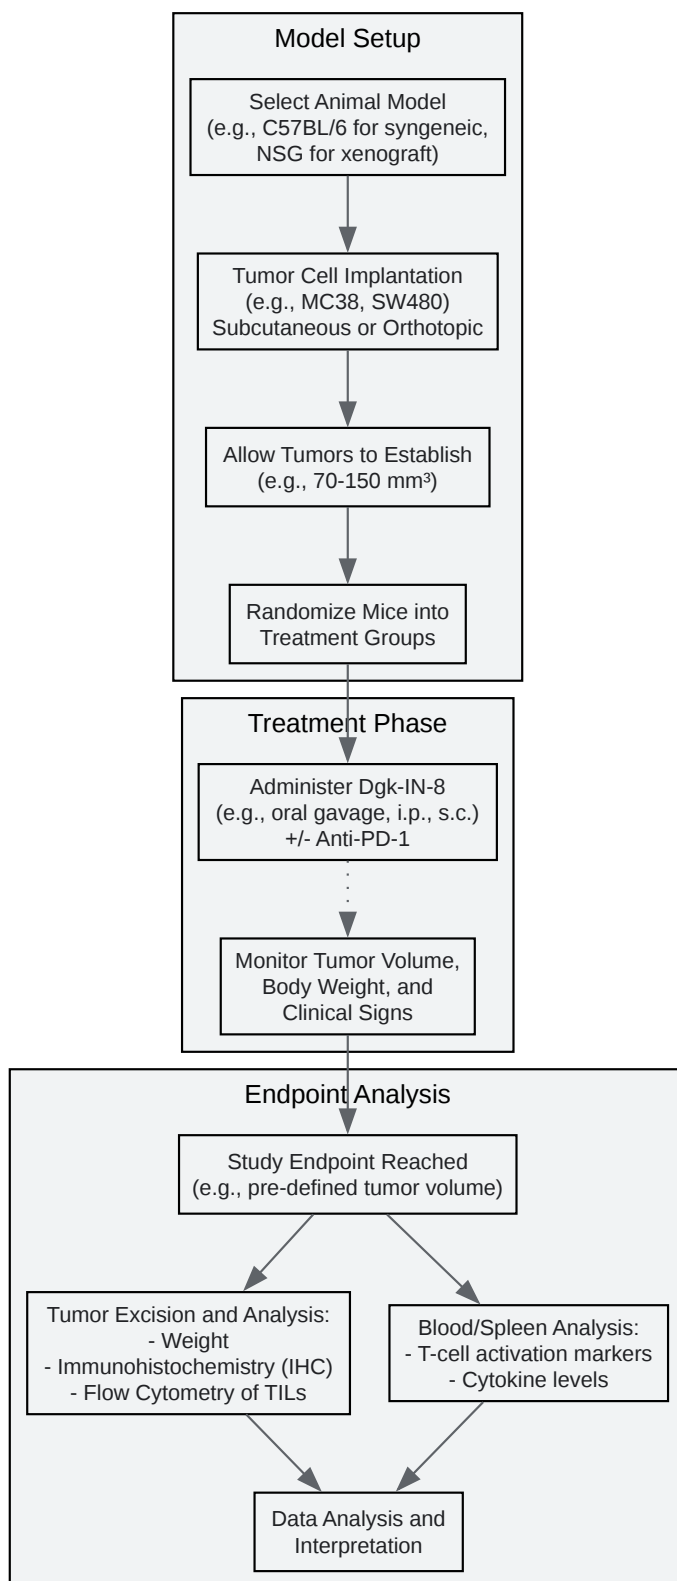 Model Setup
Select Animal Model
(e.g., C57BL/6 for syngeneic,
NSG for xenograft)
Tumor Cell Implantation
(e.g., MC38, SW480)
Subcutaneous or Orthotopic
Allow Tumors to Establish
(e.g., 70-150 mm³)
Randomize Mice into
Treatment Groups
Treatment Phase
Administer Dgk-IN-8
(e.g., oral gavage, i.p., s.c.)
+/- Anti-PD-1
Monitor Tumor Volume,
Body Weight, and
Clinical Signs
Endpoint Analysis
Study Endpoint Reached
(e.g., pre-defined tumor volume)
Tumor Excision and Analysis:
- Weight
- Immunohistochemistry (IHC)
- Flow Cytometry of TILs
Blood/Spleen Analysis:
- T-cell activation markers
- Cytokine levels
Data Analysis and
Interpretation